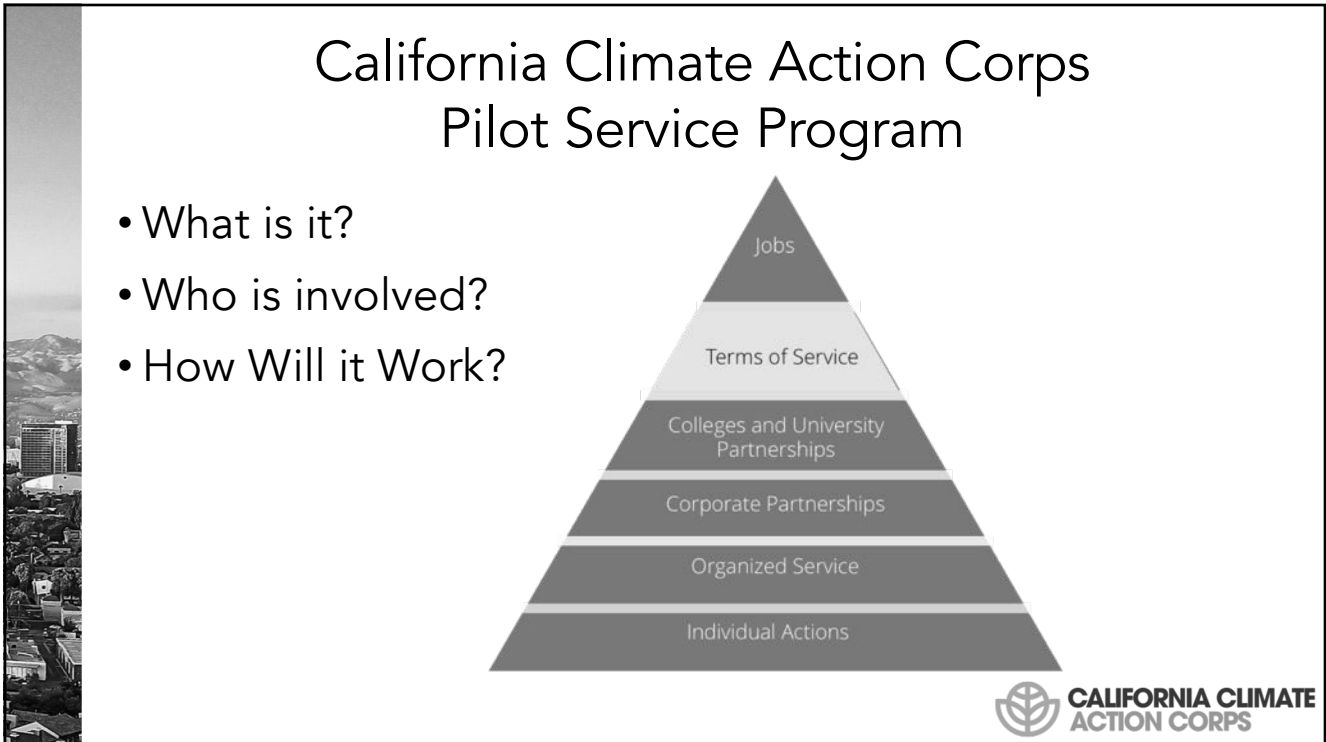 California Climate Action Corps
Pilot Service Program
• What is it?
• Who is involved?
• How Will it Work?
Jobs
Terms of Service
Colleges and University
Partnerships
Corporate Partnerships
Organized Service
Individual Actions
CALIFORNIA CLIMATE
ACTION CORPS